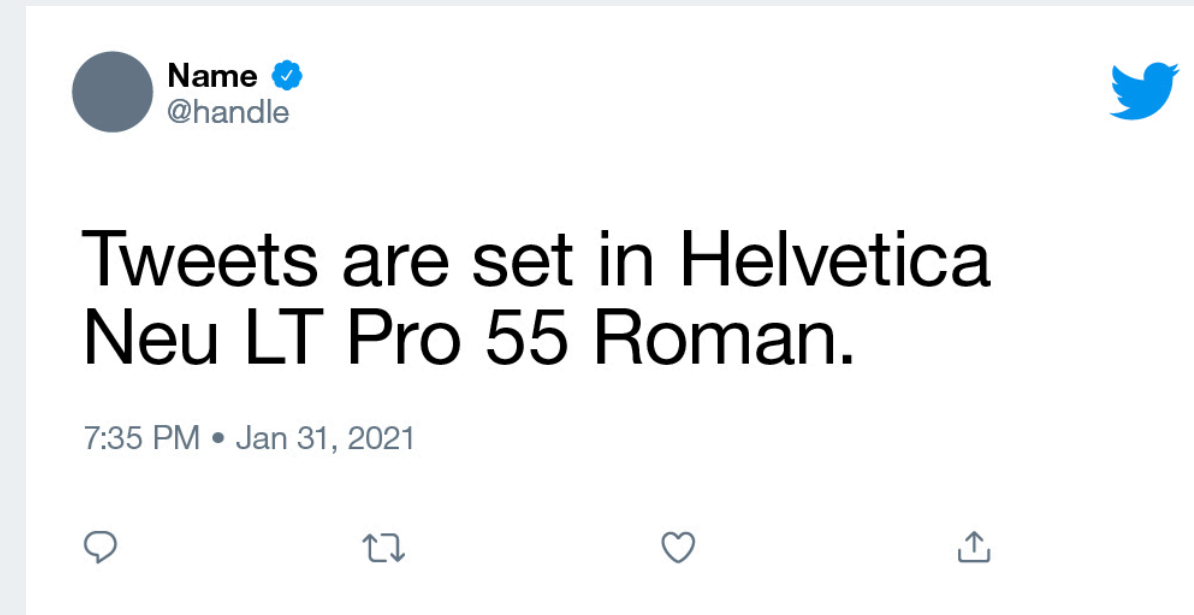 Name
@handle
Tweets are set in Helvetica
Neu LT Pro 55 Roman.
7:35 PM • Jan 31, 2021